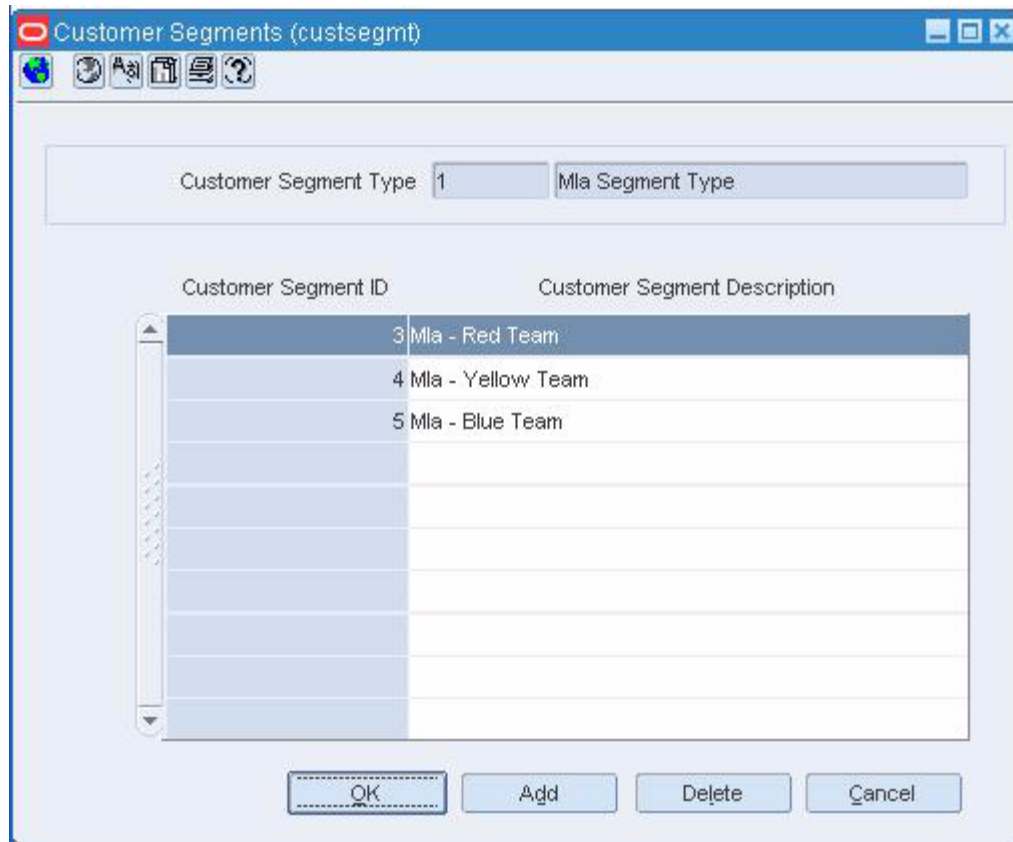 Customer Segments (custsegmt)
Customer Segment Type 1 Mla Segment Type
Customer Segment ID Customer Segment Description
3 Mla - Red Team
4 Mla - Yellow Team
5 Mla - Blue Team
OK Add Delete Cancel